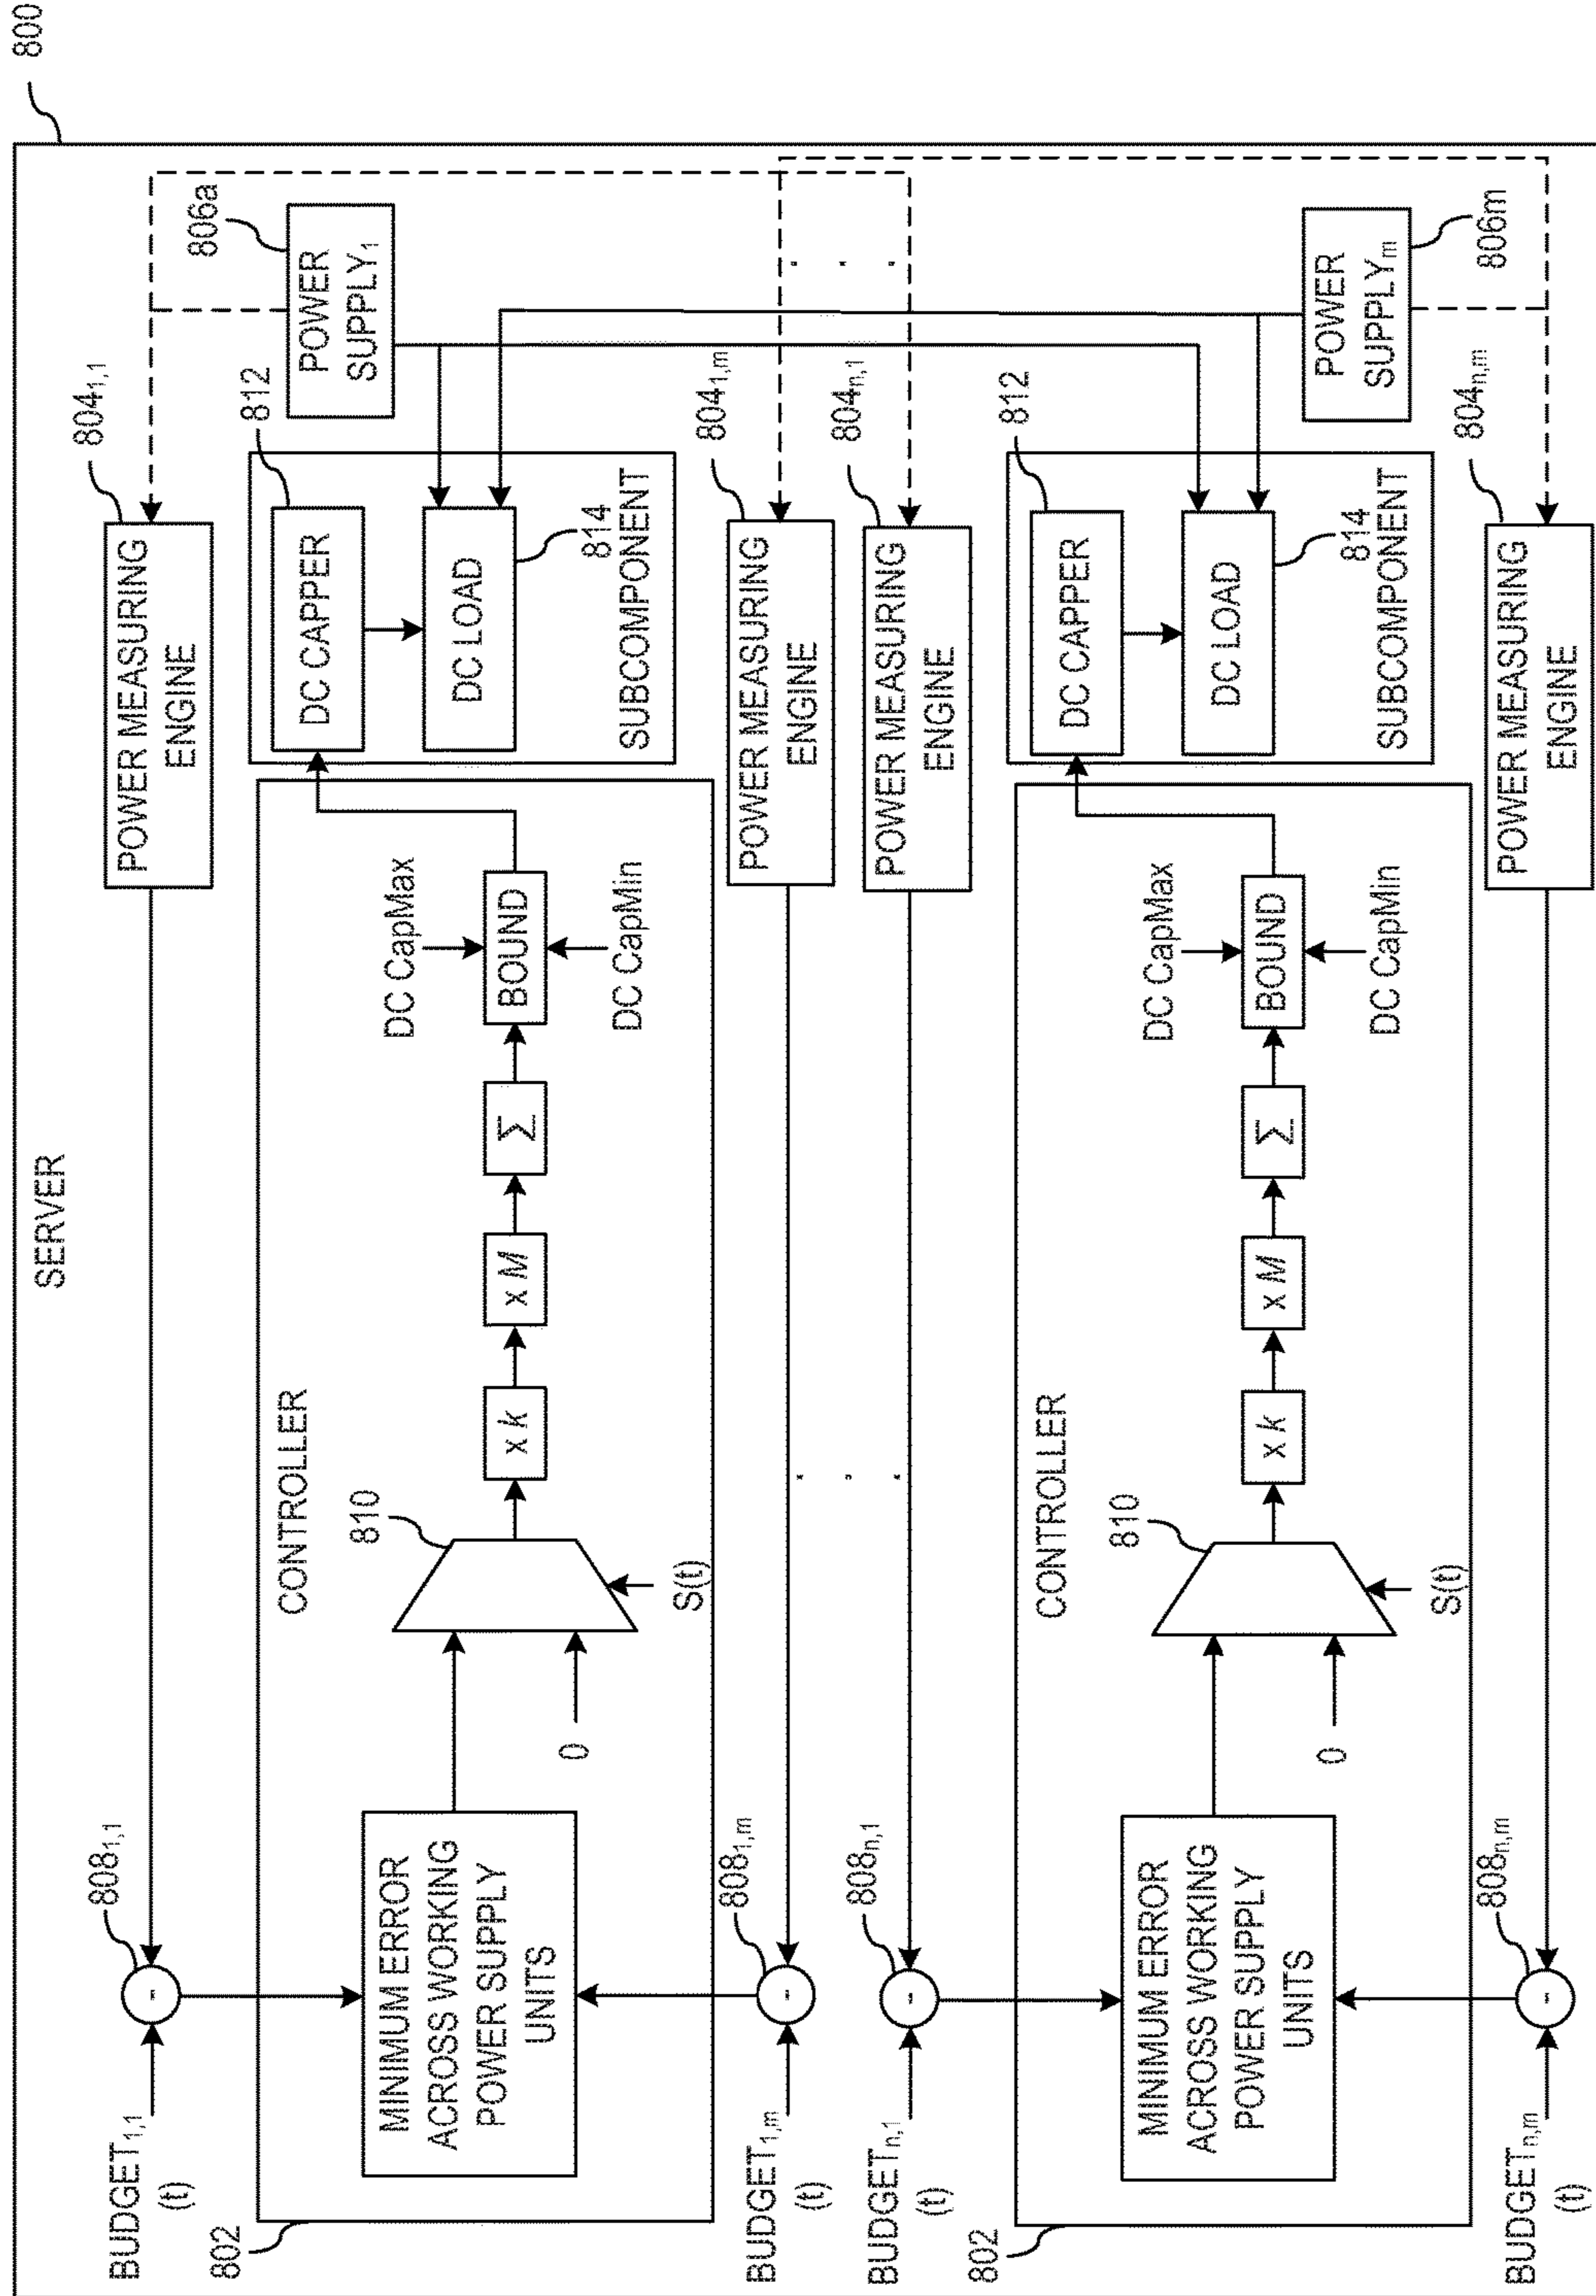 800
SERVER
BUDGET1,1
(t)
8081,1
-
POWER MEASURING
ENGINE
8041,1
806a
POWER
SUPPLY1
802
CONTROLLER
MINIMUM ERROR
ACROSS WORKING
POWER SUPPLY
UNITS
0
810
S(t)
x k
x M
Σ
DC CapMax
BOUND
DC CapMin
812
DC CAPPER
DC LOAD
814
SUBCOMPONENT
BUDGET1,m
(t)
8081,m
-
POWER MEASURING
ENGINE
8041,m
. . .
. . .
BUDGETn,1
(t)
808n,1
-
POWER MEASURING
ENGINE
804n,1
802
CONTROLLER
MINIMUM ERROR
ACROSS WORKING
POWER SUPPLY
UNITS
0
810
S(t)
x k
x M
Σ
DC CapMax
BOUND
DC CapMin
812
DC CAPPER
DC LOAD
814
SUBCOMPONENT
POWER
SUPPLYm
806m
BUDGETn,m
(t)
808n,m
-
POWER MEASURING
ENGINE
804n,m